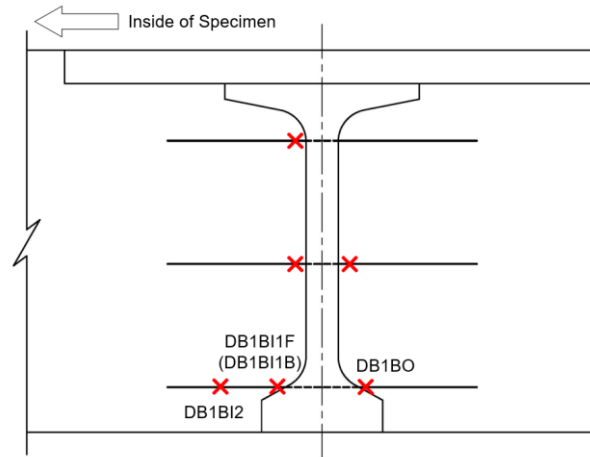 Inside of Specimen
DB1BI1F
(DB1BI1B)
DB1BO
DB1BI2